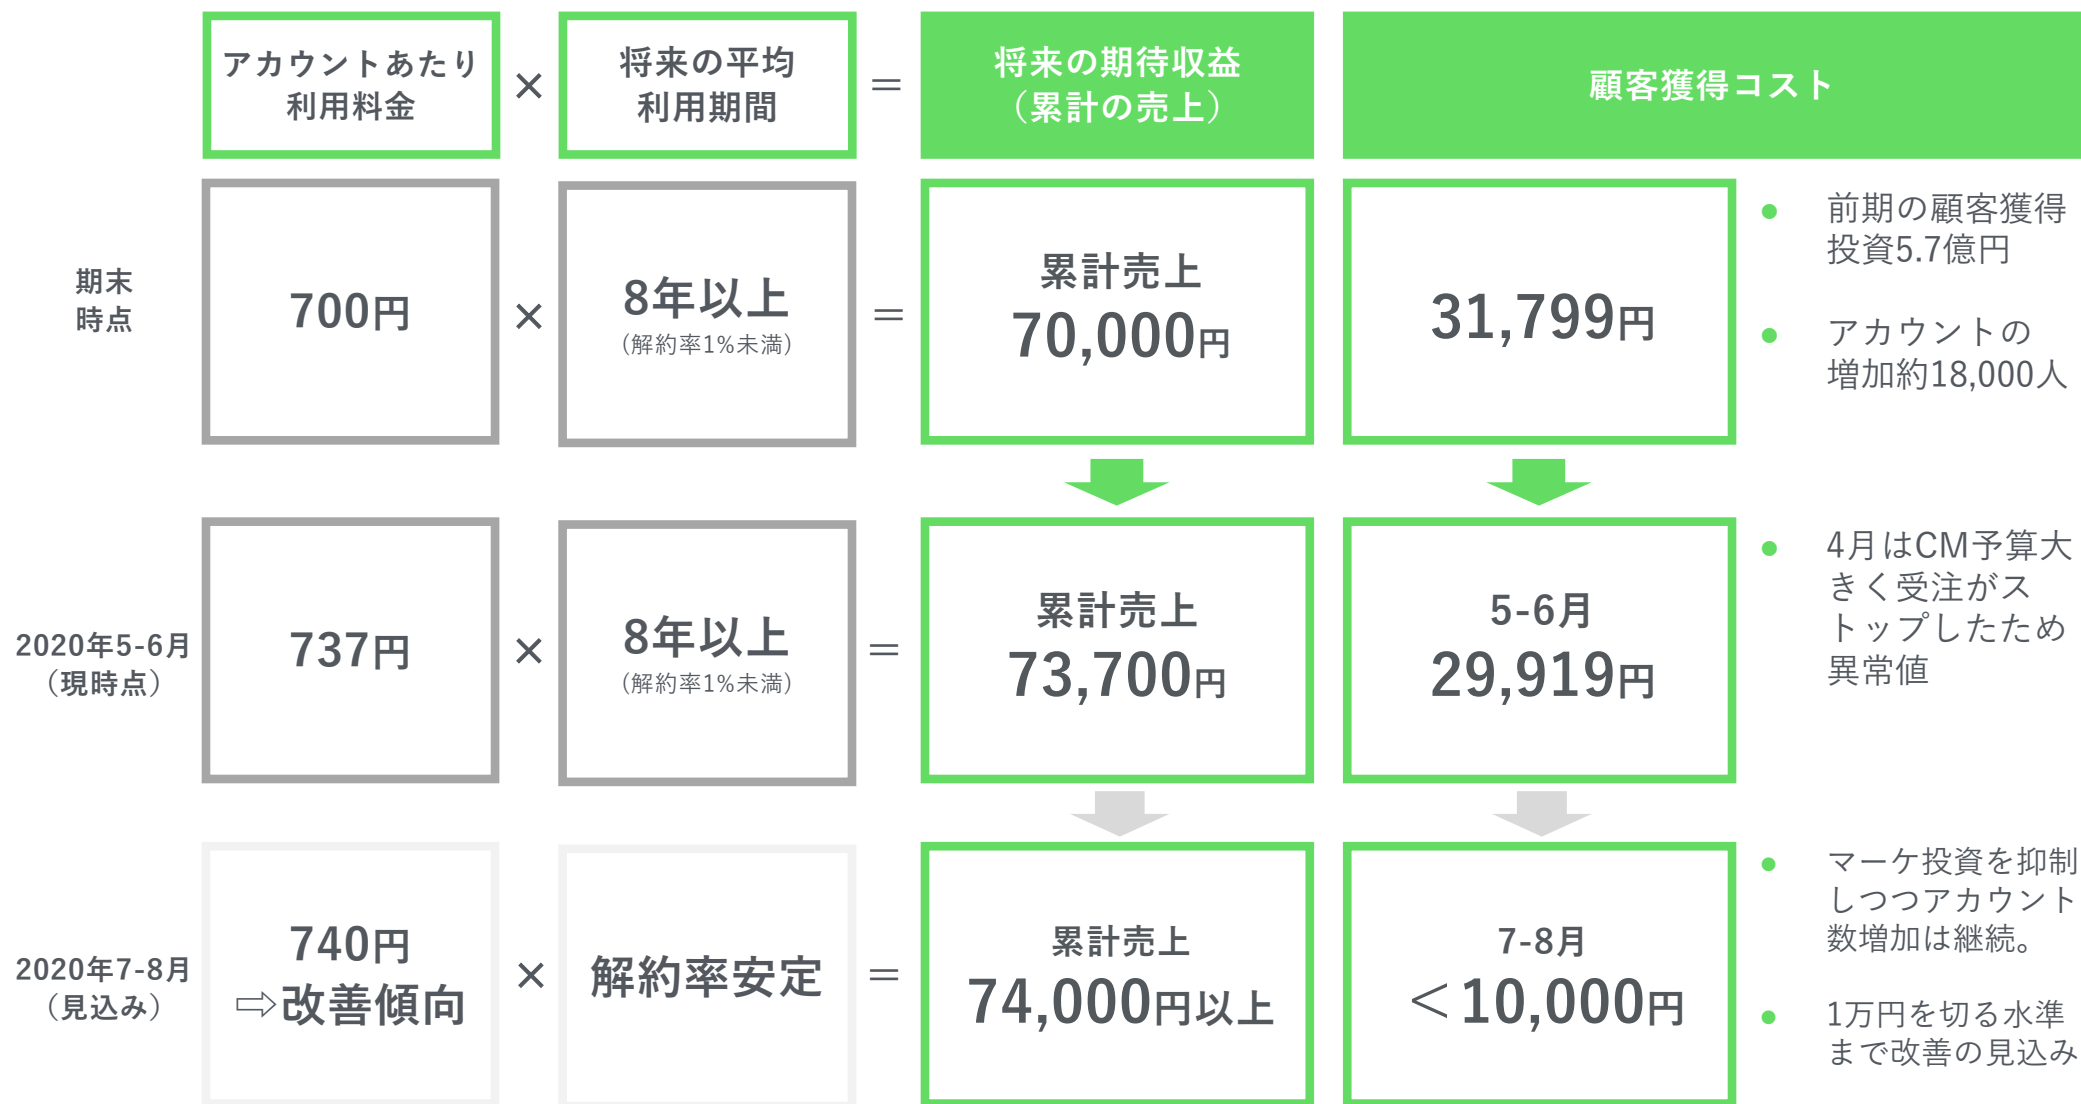 アカウントあたり
利用料金
×
将来の平均
利用期間
＝
将来の期待収益
（累計の売上）
顧客獲得コスト
期末
時点
700円
×
8年以上
(解約率1%未満)
＝
累計売上
70,000円
31,799円
● 前期の顧客獲得
投資5.7億円
● アカウントの
増加約18,000人
2020年5-6月
（現時点）
737円
×
8年以上
(解約率1%未満)
＝
累計売上
73,700円
5-6月
29,919円
● 4月はCM予算大
きく受注がス
トップしたため
異常値
2020年7-8月
（見込み）
740円
⇨改善傾向
×
解約率安定
＝
累計売上
74,000円以上
7-8月
＜10,000円
● マーケ投資を抑制
しつつアカウント
数増加は継続。
● 1万円を切る水準
まで改善の見込み